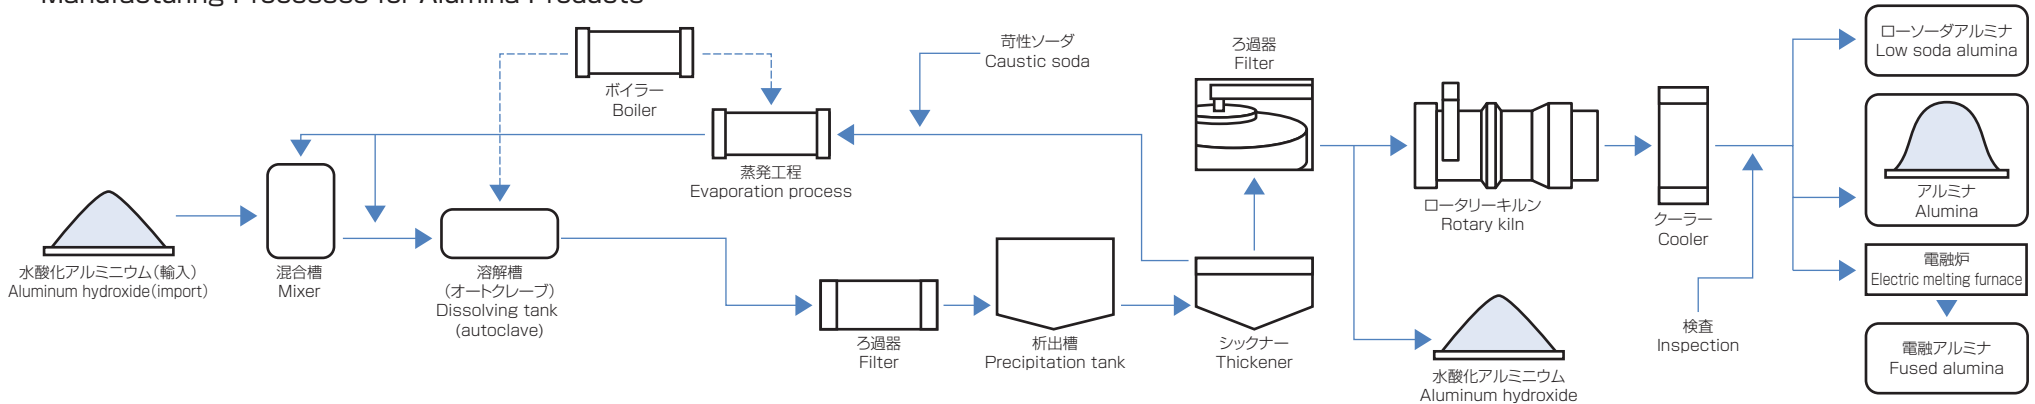 Manufacturing Processes for Alumina Products
水酸化アルミニウム(輸入)
Aluminum hydroxide(import)
混合槽
Mixer
溶解槽
(オートクレーブ)
Dissolving tank
(autoclave)
ボイラー
Boiler
蒸発工程
Evaporation process
苛性ソーダ
Caustic soda
ろ過器
Filter
析出槽
Precipitation tank
シックナー
Thickener
ろ過器
Filter
水酸化アルミニウム
Aluminum hydroxide
ロータリーキルン
Rotary kiln
クーラー
Cooler
検査
Inspection
ローソーダアルミナ
Low soda alumina
アルミナ
Alumina
電融炉
Electric melting furnace
電融アルミナ
Fused alumina